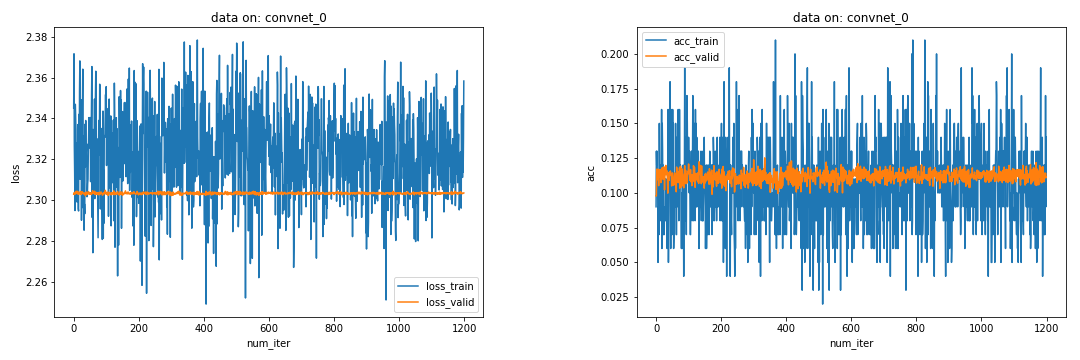 data on: convnet_0
2.38
2.36
2.34
2.32
2.30
2.28
2.26
loss
0
200
400
600
800
1000
1200
num_iter
loss_train
loss_valid
data on: convnet_0
0.200
0.175
0.150
0.125
0.100
0.075
0.050
0.025
acc
0
200
400
600
800
1000
1200
num_iter
acc_train
acc_valid